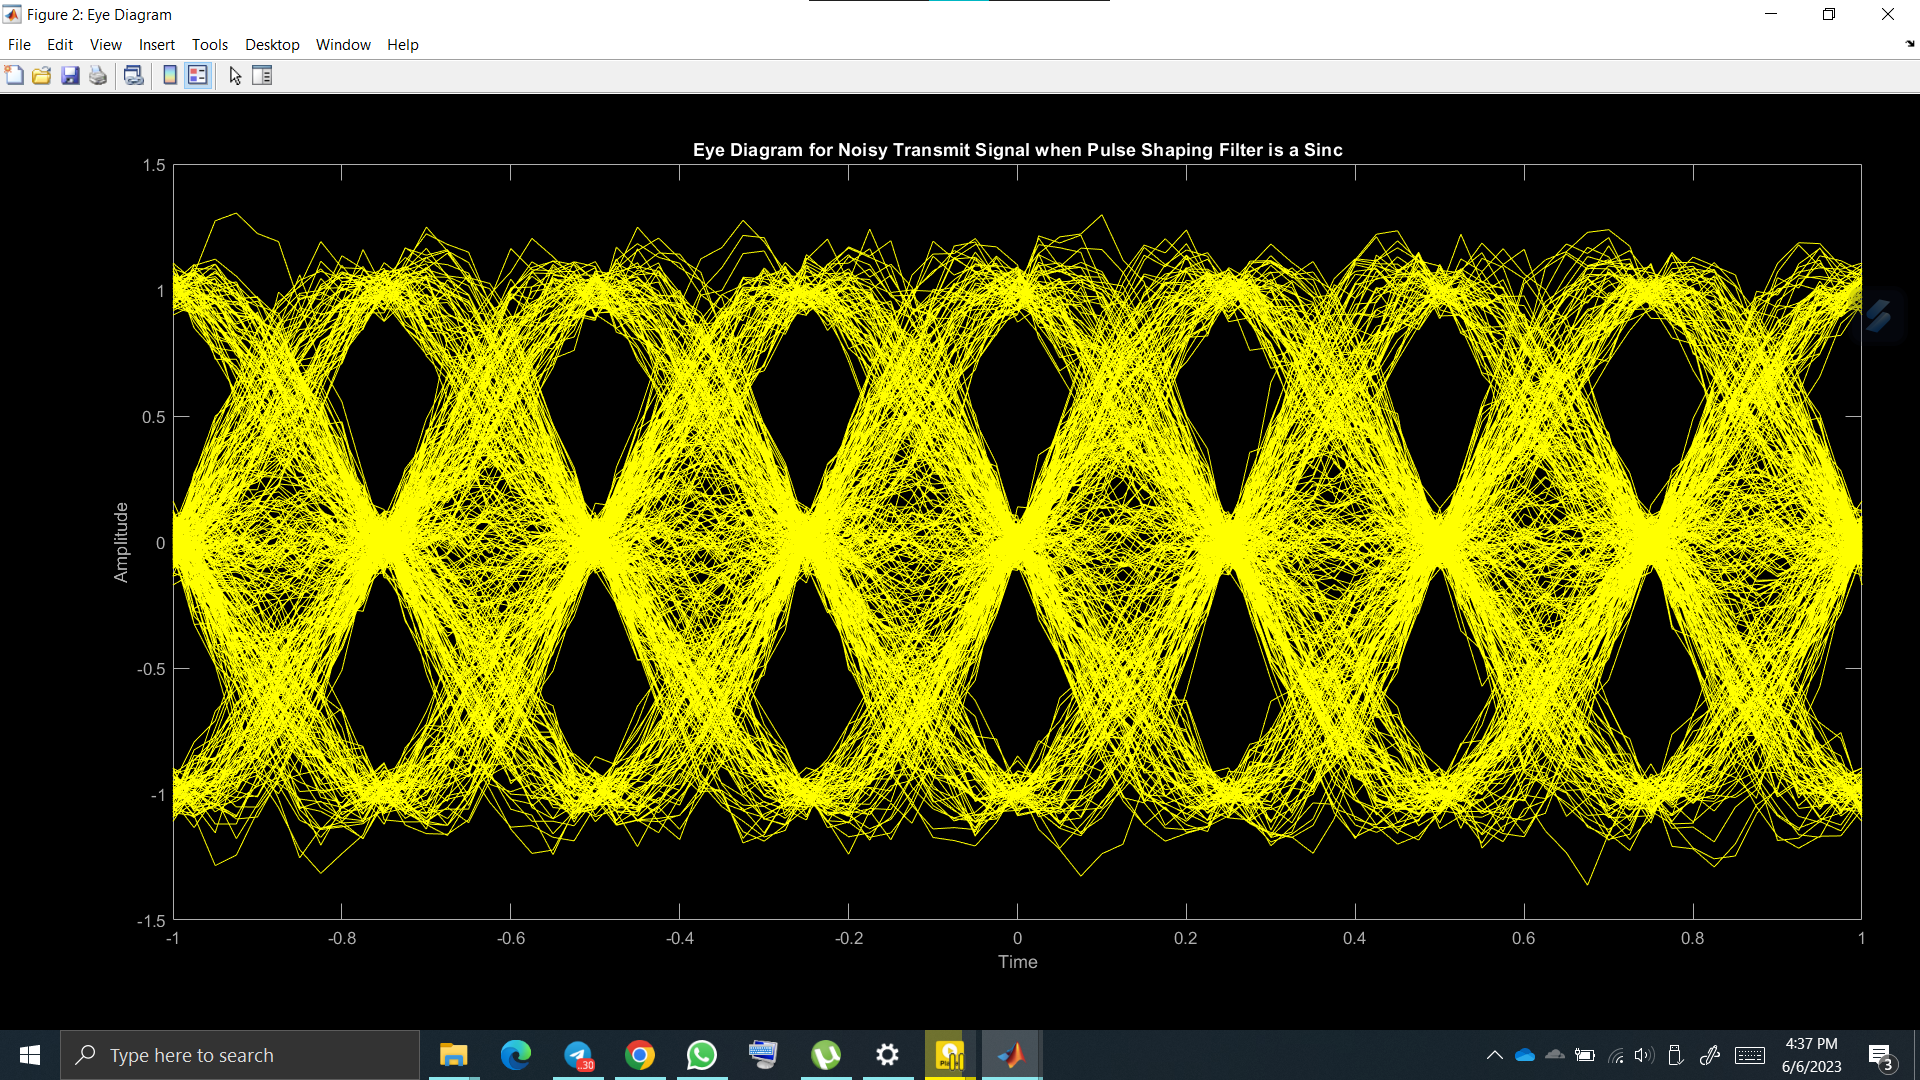 Figure 2: Eye Diagram
File Edit View Insert Tools Desktop Window Help
Eye Diagram for Noisy Transmit Signal when Pulse Shaping Filter is a Sinc
1.5
1
0.5
0
-0.5
-1
-1.5
Amplitude
-1 -0.8 -0.6 -0.4 -0.2 0 0.2 0.4 0.6 0.8 1
Time
Type here to search
..30
4:37 PM
6/6/2023
3